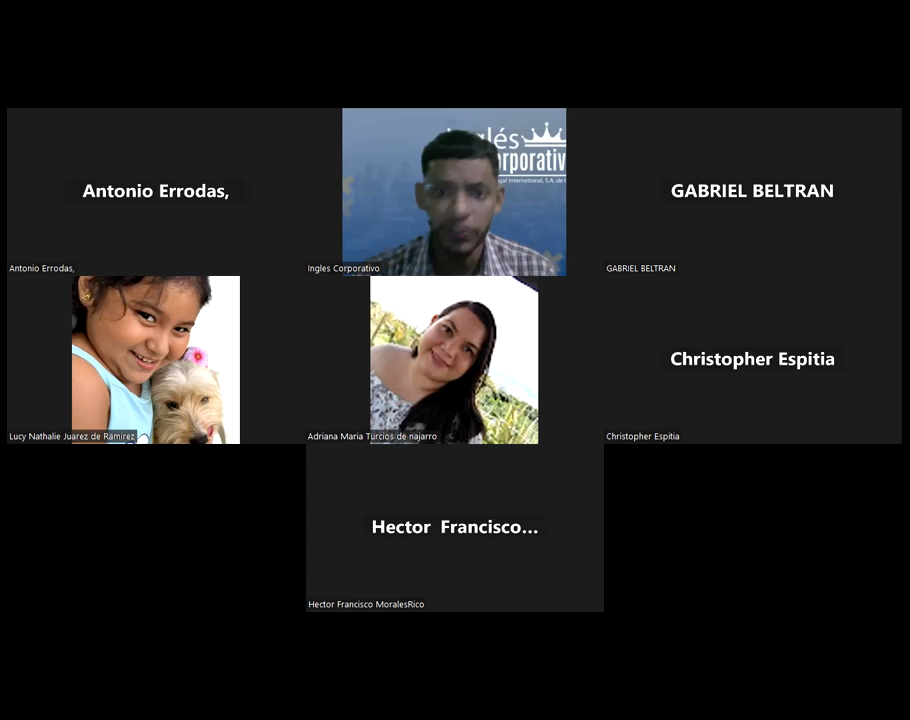 Antonio Errodas,
Antonio Errodas,
Ingles Corporativo
GABRIEL BELTRAN
GABRIEL BELTRAN
Lucy Nathalie Juarez de Ramirez
Adriana Maria Turcios de najarro
Christopher Espitia
Christopher Espitia
Hector Francisco...
Hector Francisco MoralesRico